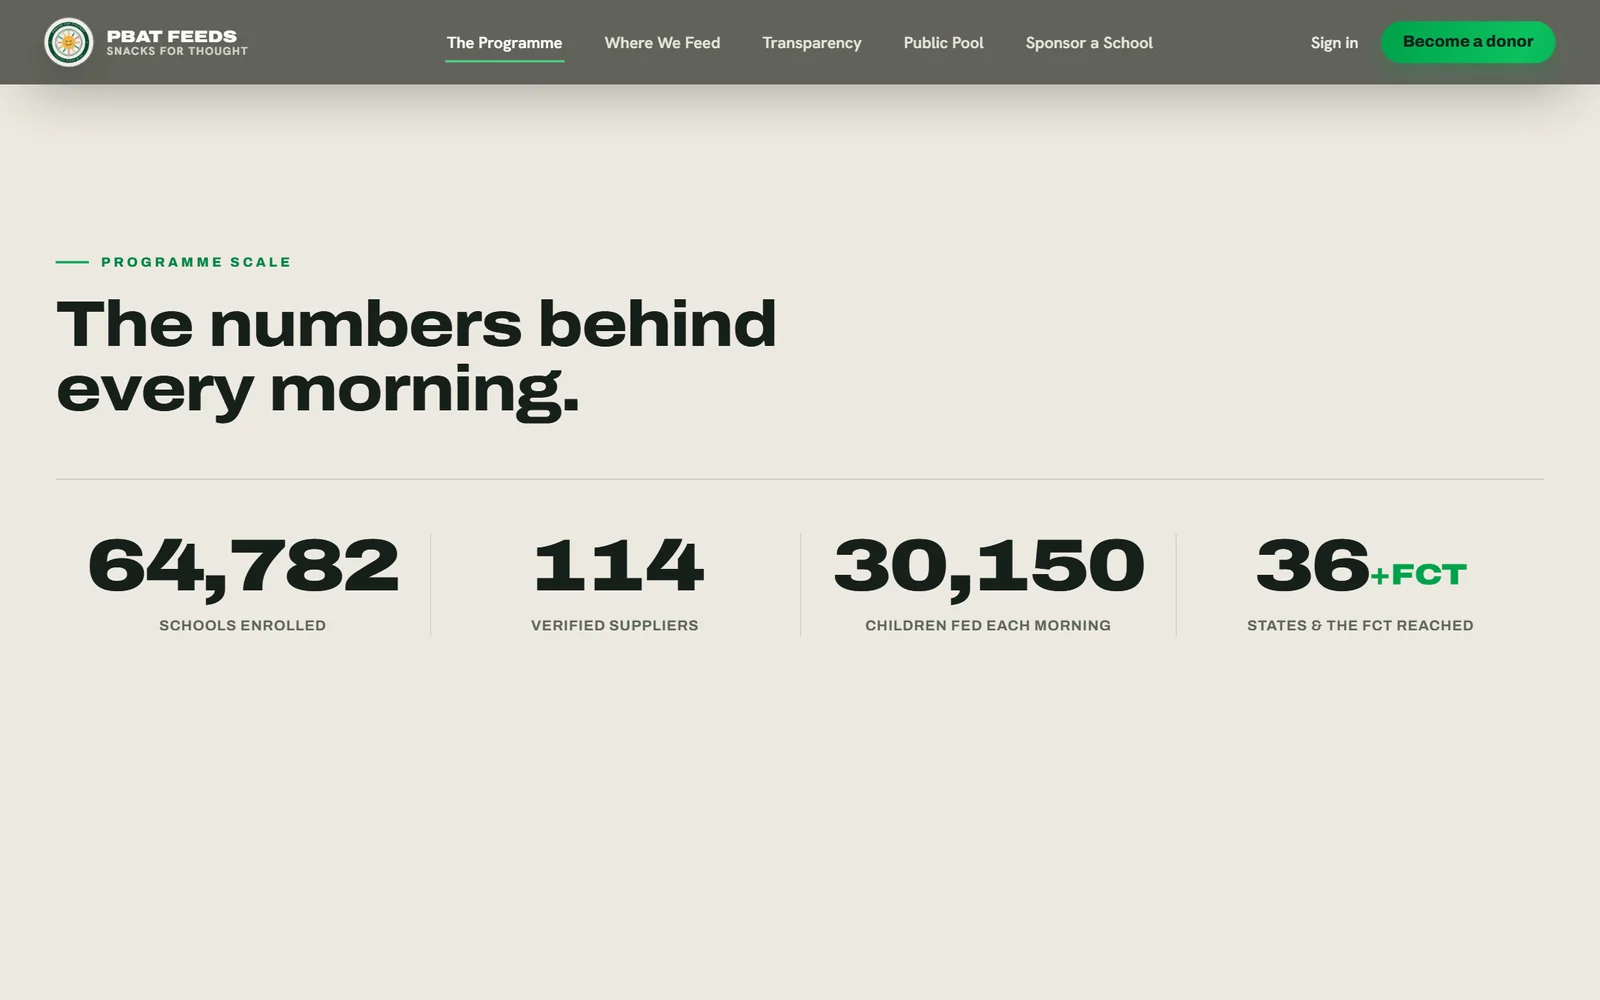 PBAT FEEDS
SNACKS FOR THOUGHT
The Programme
Where We Feed
Transparency
Public Pool
Sponsor a School
Sign in
Become a donor
PROGRAMME SCALE
The numbers behind
every morning.
64,782
SCHOOLS ENROLLED
114
VERIFIED SUPPLIERS
30,150
CHILDREN FED EACH MORNING
36+FCT
STATES & THE FCT REACHED